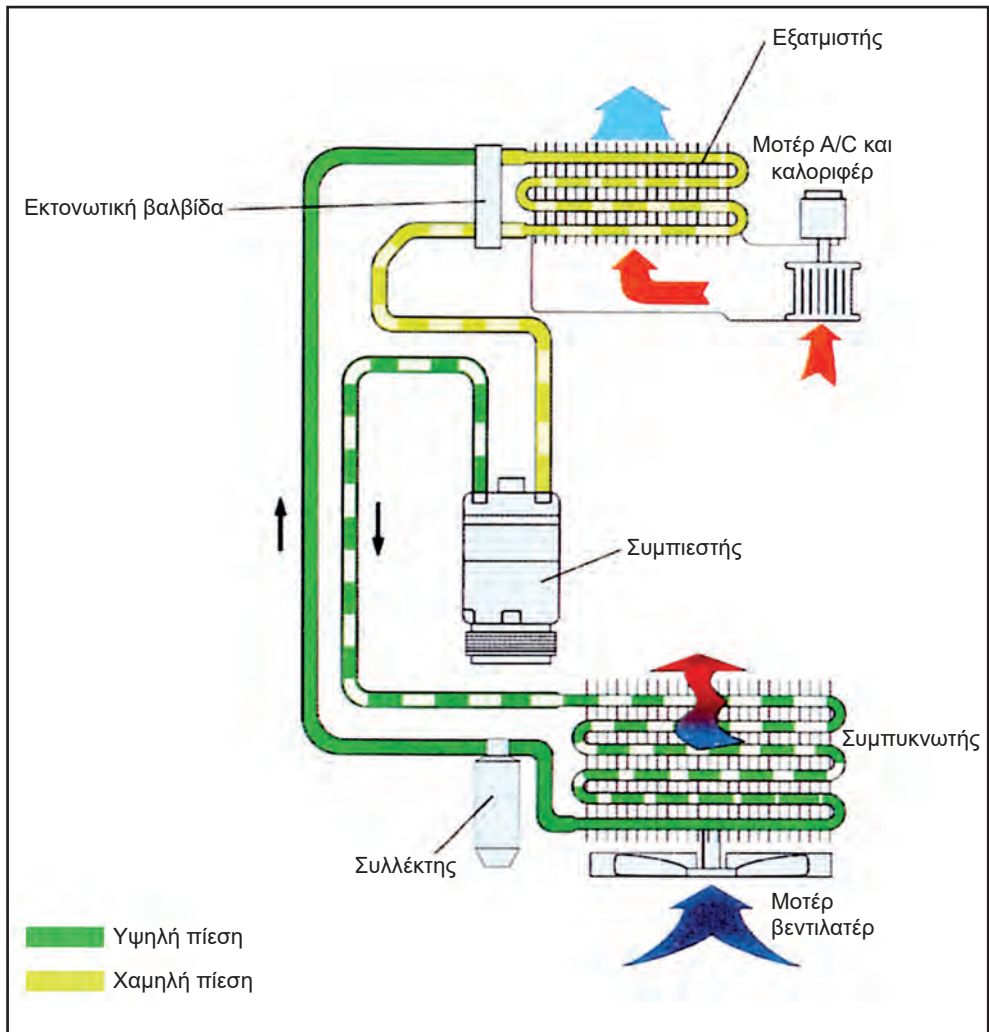 Εξατμιστής
Μοτέρ A/C και
καλοριφέρ
Εκτονωτική βαλβίδα
Συμπιεστής
Συμπυκνωτής
Συλλέκτης
Μοτέρ
βεντιλατέρ
Υψηλή πίεση
Χαμηλή πίεση